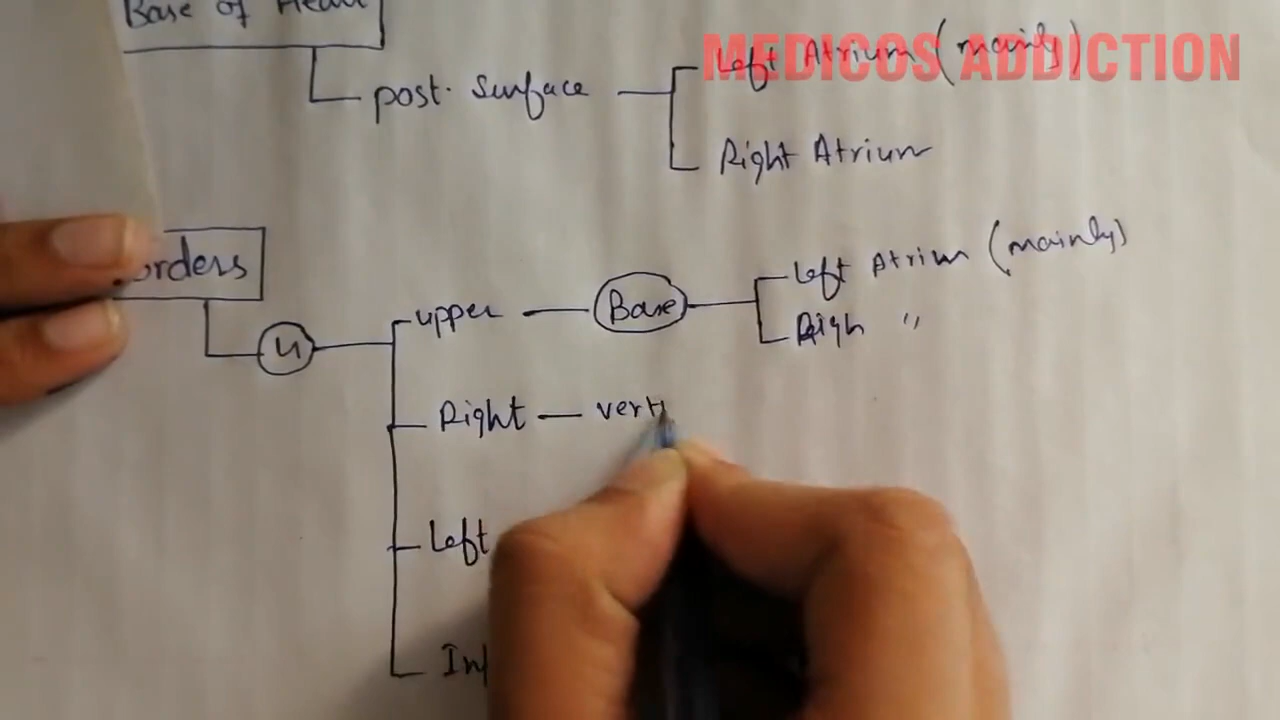 Base of Heart
MEDICOS ADDICTION
Left Atrium (mainly)
post. Surface
Right Atrium
orders
Left Atrium (mainly)
upper Base
Righ "
4
Right — vert
Left
Inf